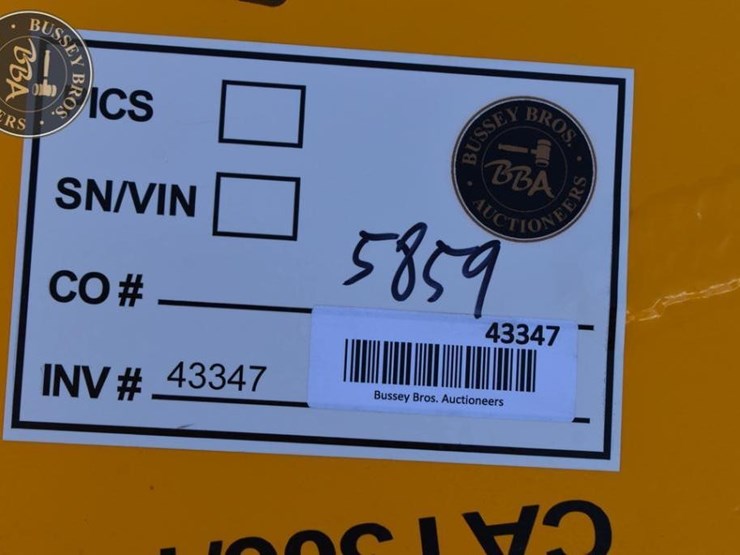 BUSSEY BROS.
BBA
ICS
BUSSEY BROS.
BBA
AUCTIONEERS
SN/VIN
5859
CO #
43347
INV # 43347
Bussey Bros. Auctioneers